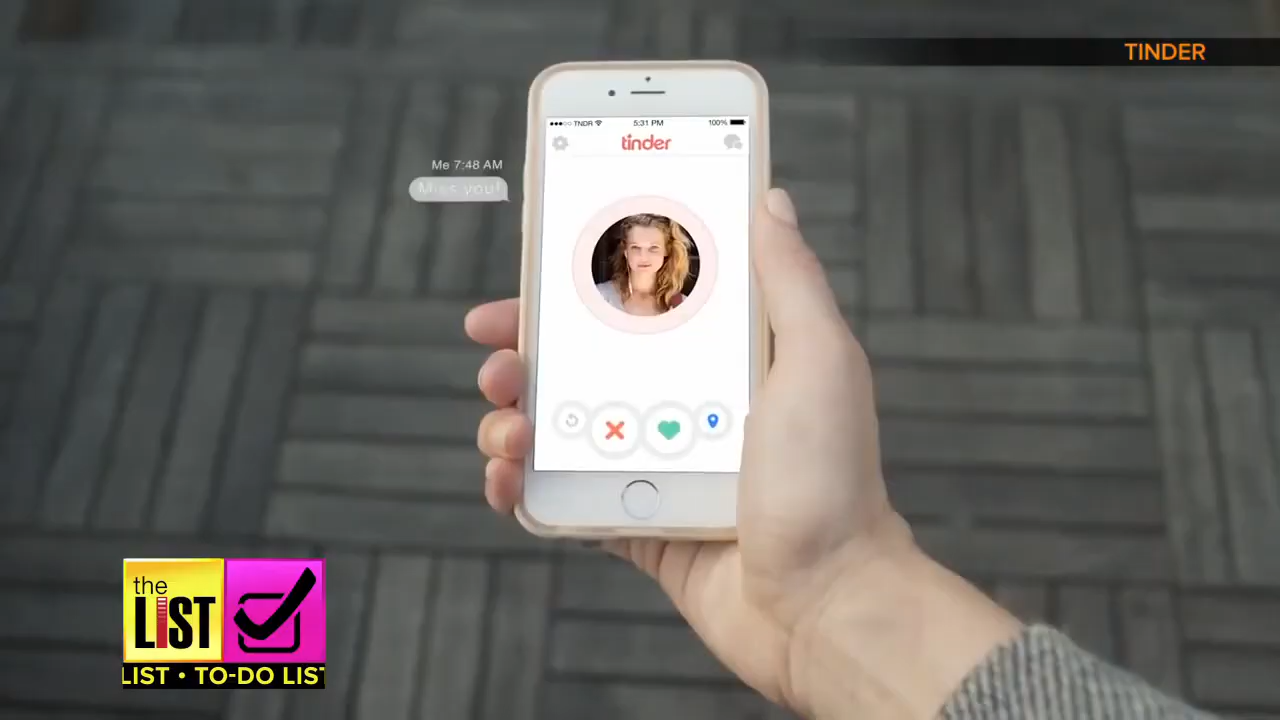 TINDER
TNDR 5:31 PM 100%
tinder
Me 7:48 AM
Miss you!
the
LIST
LIST • TO-DO LIST